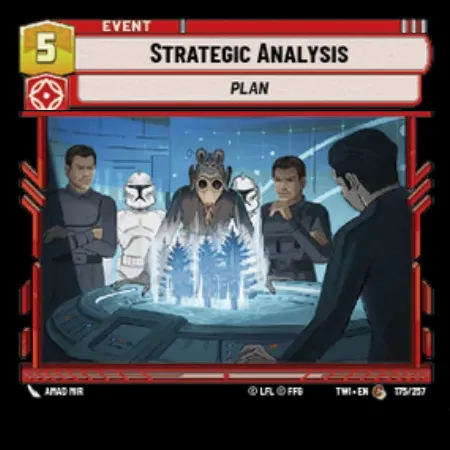 EVENT
5
STRATEGIC ANALYSIS
PLAN
AMAD MIR
© LFL © FFG
TWI • EN
175/257